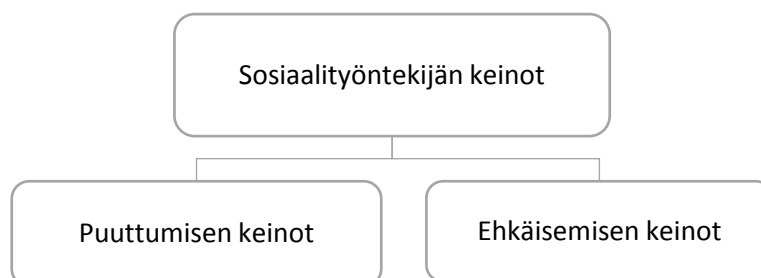 Sosiaalityöntekijän keinot
Puuttumisen keinot
Ehkäisemisen keinot